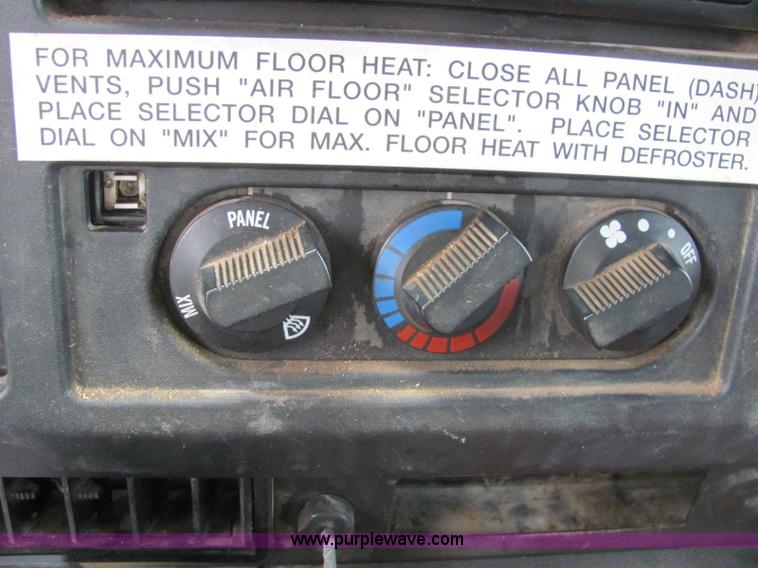 FOR MAXIMUM FLOOR HEAT: CLOSE ALL PANEL (DASH)
VENTS, PUSH "AIR FLOOR" SELECTOR KNOB "IN" AND
PLACE SELECTOR DIAL ON "PANEL". PLACE SELECTOR
DIAL ON "MIX" FOR MAX. FLOOR HEAT WITH DEFROSTER.
PANEL
MIX
OFF
www.purplewave.com